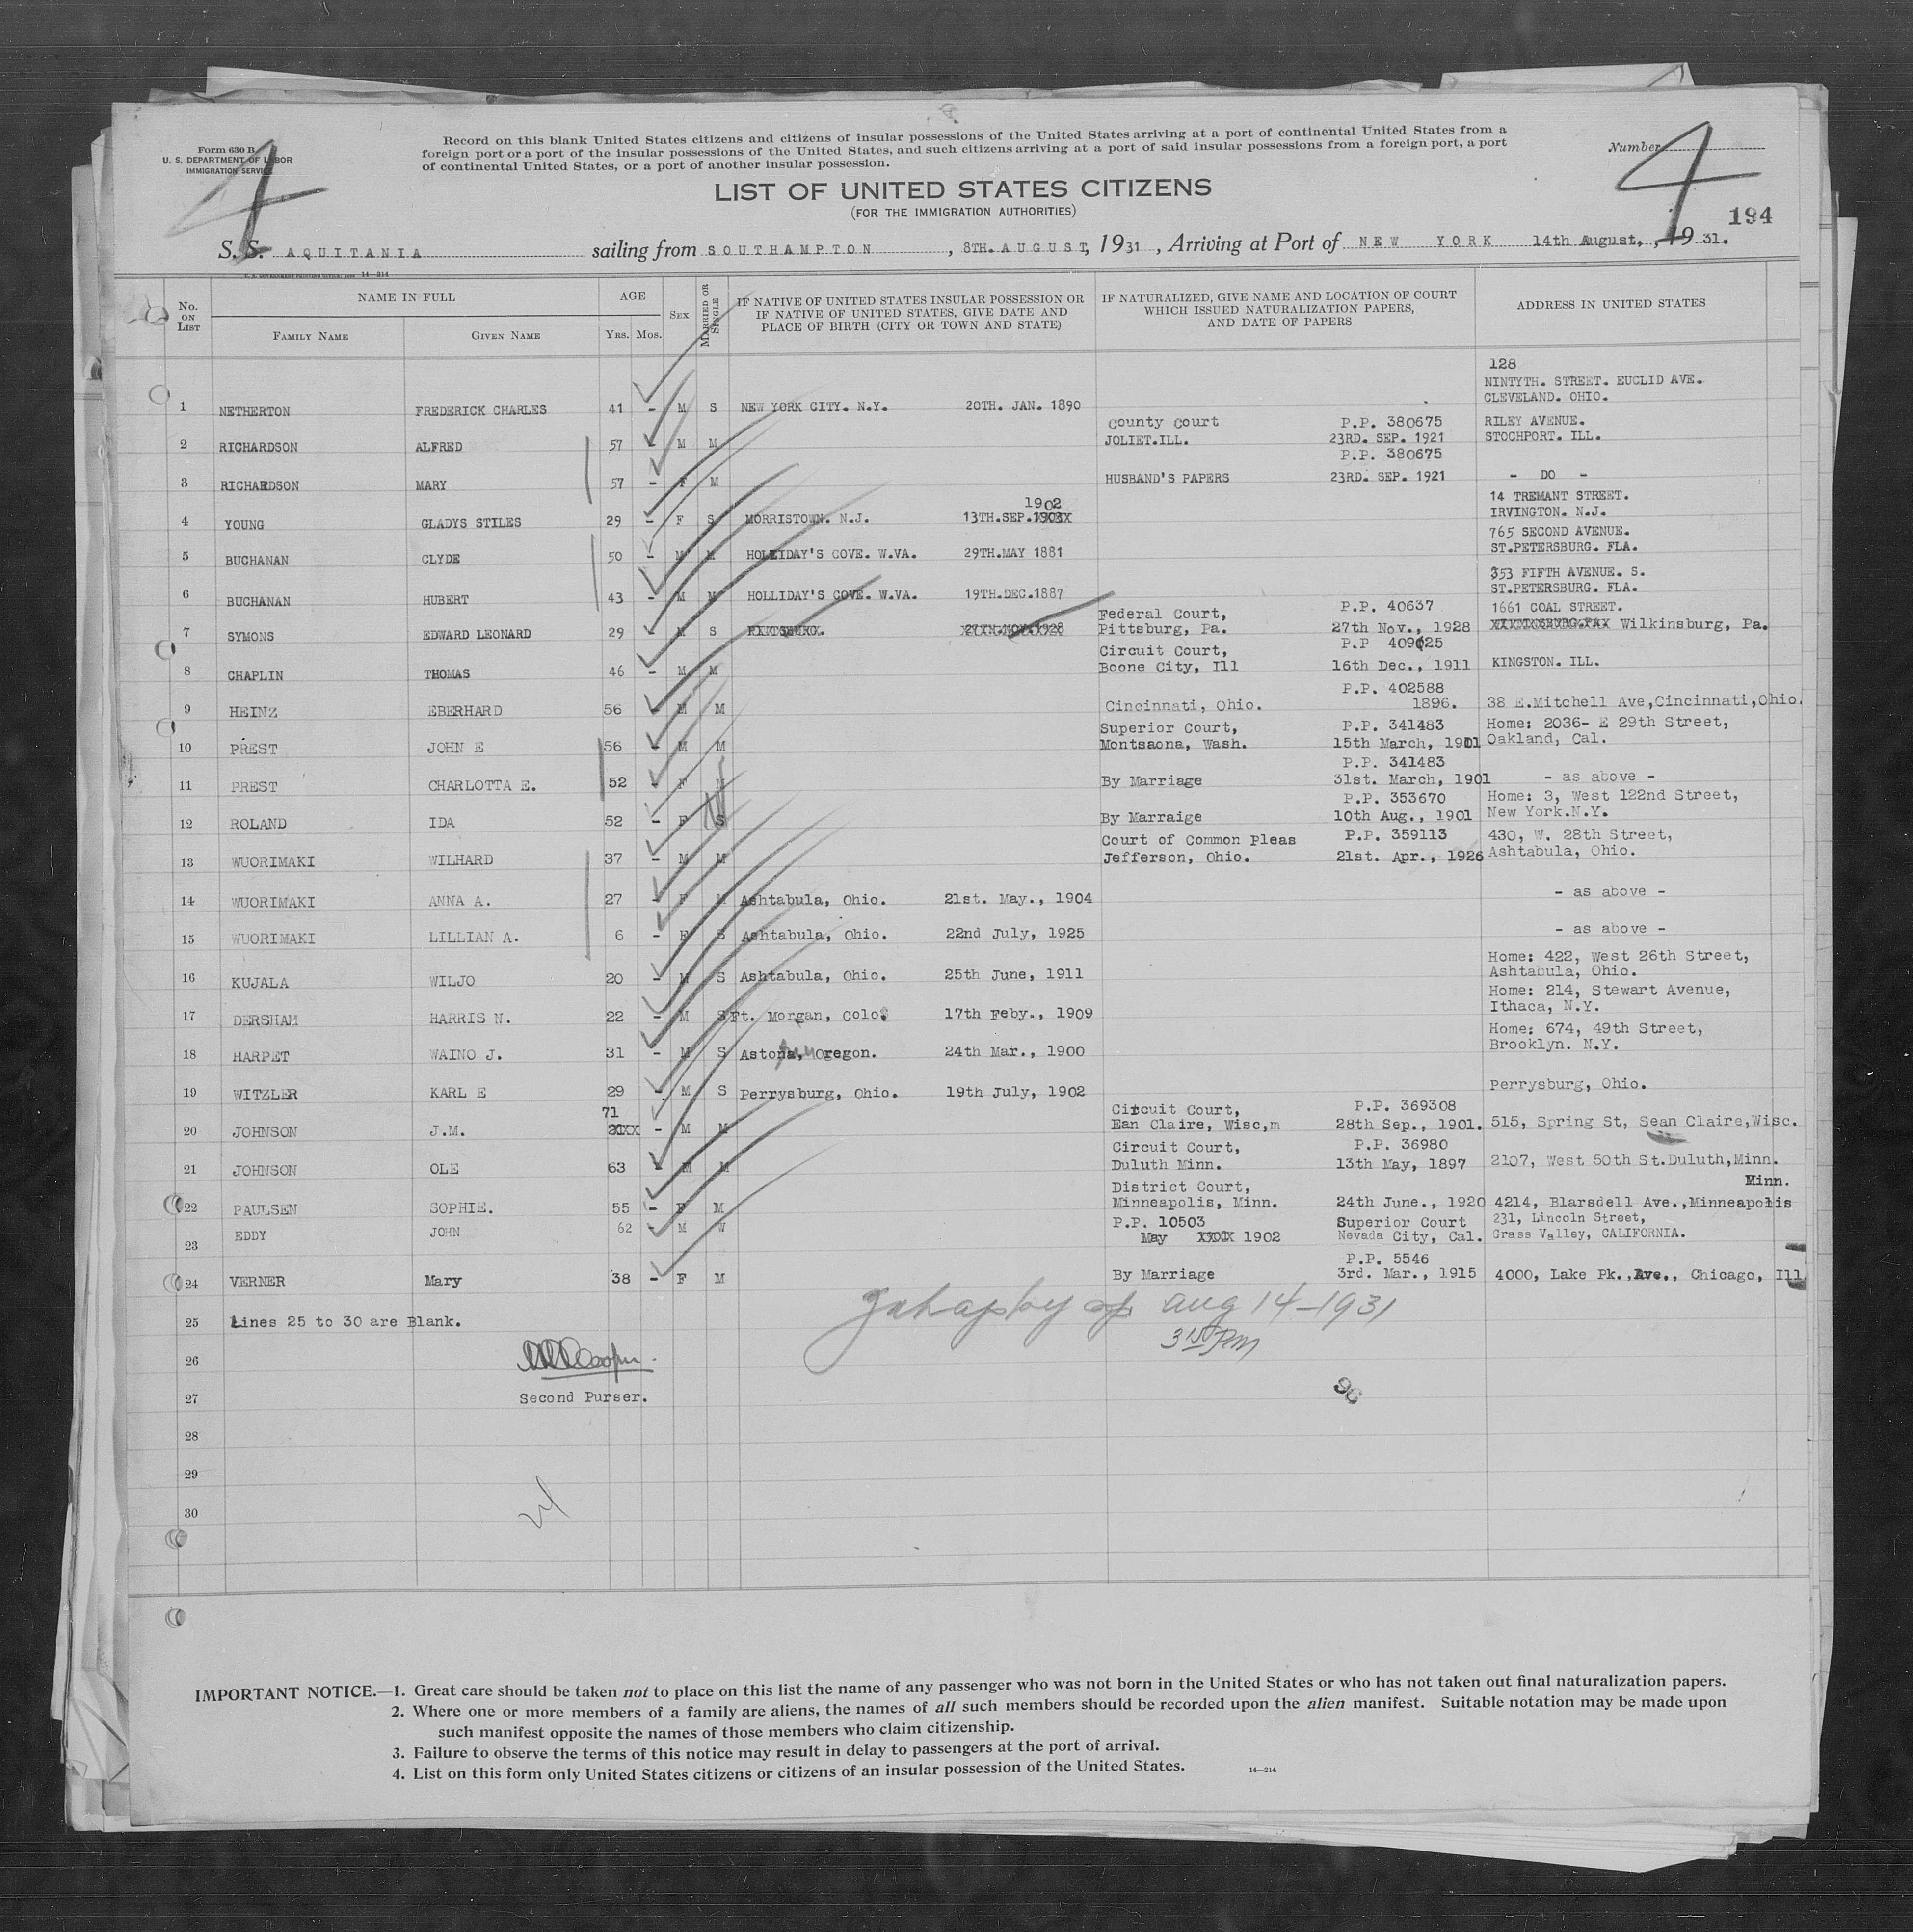 Form 630 B
U. S. DEPARTMENT OF LABOR
IMMIGRATION SERVICE
Record on this blank United States citizens and citizens of insular possessions of the United States arriving at a port of continental United States from a
foreign port or a port of the insular possessions of the United States, and such citizens arriving at a port of said insular possessions from a foreign port, a port
of continental United States, or a port of another insular possession.
Number
4
4
194
LIST OF UNITED STATES CITIZENS
(FOR THE IMMIGRATION AUTHORITIES)
S. S. AQUITANIA sailing from SOUTHAMPTON, 8TH. AUGUST, 1931, Arriving at Port of NEW YORK 14th August, , 19 31.
14—214
No. ON LIST
NAME IN FULL
FAMILY NAME
GIVEN NAME
AGE
YRS. MOS.
SEX
MARRIED OR SINGLE
IF NATIVE OF UNITED STATES INSULAR POSSESSION OR
IF NATIVE OF UNITED STATES, GIVE DATE AND
PLACE OF BIRTH (CITY OR TOWN AND STATE)
IF NATURALIZED, GIVE NAME AND LOCATION OF COURT
WHICH ISSUED NATURALIZATION PAPERS,
AND DATE OF PAPERS
ADDRESS IN UNITED STATES
128
NINTYTH. STREET. EUCLID AVE.
CLEVELAND. OHIO.
1 NETHERTON FREDERICK CHARLES 41 - M S NEW YORK CITY. N.Y. 20TH. JAN. 1890
County Court P.P. 380675 RILEY AVENUE.
2 RICHARDSON ALFRED 57 - M M JOLIET.ILL. 23RD. SEP. 1921 STOCHPORT. ILL.
P.P. 380675
3 RICHARDSON MARY 57 - F M HUSBAND'S PAPERS 23RD. SEP. 1921 - DO -
1902 14 TREMANT STREET.
4 YOUNG GLADYS STILES 29 - F S MORRISTOWN. N.J. 13TH.SEP. IRVINGTON. N.J.
765 SECOND AVENUE.
5 BUCHANAN CLYDE 50 - M M HOLLIDAY'S COVE. W.VA. 29TH.MAY 1881 ST.PETERSBURG. FLA.
353 FIFTH AVENUE. S.
6 BUCHANAN HUBERT 43 - M M HOLLIDAY'S COVE. W.VA. 19TH.DEC.1887 ST.PETERSBURG. FLA.
Federal Court, P.P. 40637 1661 COAL STREET.
7 SYMONS EDWARD LEONARD 29 - M S Pittsburg, Pa. 27th Nov., 1928 Wilkinsburg, Pa.
Circuit Court, P.P 409625
8 CHAPLIN THOMAS 46 - M M Boone City, Ill 16th Dec., 1911 KINGSTON. ILL.
P.P. 402588
9 HEINZ EBERHARD 56 - M M Cincinnati, Ohio. 1896. 38 E.Mitchell Ave,Cincinnati,Ohio.
Superior Court, P.P. 341483 Home: 2036- E 29th Street,
10 PREST JOHN E 56 - M M Montsaona, Wash. 15th March, 1901 Oakland, Cal.
P.P. 341483
11 PREST CHARLOTTA E. 52 - F M By Marriage 31st. March, 1901 - as above -
P.P. 353670 Home: 3, West 122nd Street,
12 ROLAND IDA 52 - F S By Marraige 10th Aug., 1901 New York.N.Y.
Court of Common Pleas P.P. 359113 430, W. 28th Street,
13 WUORIMAKI WILHARD 37 - M M Jefferson, Ohio. 21st. Apr., 1926 Ashtabula, Ohio.
14 WUORIMAKI ANNA A. 27 - F M Ashtabula, Ohio. 21st. May., 1904 - as above -
15 WUORIMAKI LILLIAN A. 6 - F S Ashtabula, Ohio. 22nd July, 1925 - as above -
Home: 422, West 26th Street,
16 KUJALA WILJO 20 - M S Ashtabula, Ohio. 25th June, 1911 Ashtabula, Ohio.
Home: 214, Stewart Avenue,
17 DERSHAM HARRIS N. 22 - M S Ft. Morgan, Colo. 17th Feby., 1909 Ithaca, N.Y.
Home: 674, 49th Street,
18 HARPET WAINO J. 31 - M S Astona, Oregon. 24th Mar., 1900 Brooklyn. N.Y.
19 WITZLER KARL E 29 - M S Perrysburg, Ohio. 19th July, 1902 Perrysburg, Ohio.
71 Circuit Court, P.P. 369308
20 JOHNSON J.M. - M M Ean Claire, Wisc,m 28th Sep., 1901. 515, Spring St, Sean Claire,Wisc.
Circuit Court, P.P. 36980
21 JOHNSON OLE 63 - M M Duluth Minn. 13th May, 1897 2107, West 50th St.Duluth,Minn.
District Court, Minn.
22 PAULSEN SOPHIE. 55 - F M Minneapolis, Minn. 24th June., 1920 4214, Blarsdell Ave.,Minneapolis
P.P. 10503 Superior Court 231, Lincoln Street,
23 EDDY JOHN 62 - M W May 1902 Nevada City, Cal. Grass Valley, CALIFORNIA.
P.P. 5546
24 VERNER Mary 38 - F M By Marriage 3rd. Mar., 1915 4000, Lake Pk.,Ave., Chicago, Ill
25 Lines 25 to 30 are Blank.
aug 14-1931
PM
26
27 Second Purser.
96
28
29
30
IMPORTANT NOTICE.—1. Great care should be taken not to place on this list the name of any passenger who was not born in the United States or who has not taken out final naturalization papers.
2. Where one or more members of a family are aliens, the names of all such members should be recorded upon the alien manifest. Suitable notation may be made upon
such manifest opposite the names of those members who claim citizenship.
3. Failure to observe the terms of this notice may result in delay to passengers at the port of arrival.
4. List on this form only United States citizens or citizens of an insular possession of the United States.
14—214